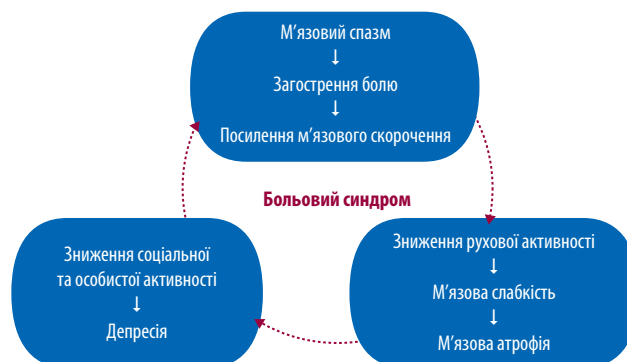 М’язовий спазм
↓
Загострення болю
↓
Посилення м’язового скорочення
Больовий синдром
Зниження соціальної
та особистої активності
↓
Депресія
Зниження рухової активності
↓
М’язова слабкість
↓
М’язова атрофія